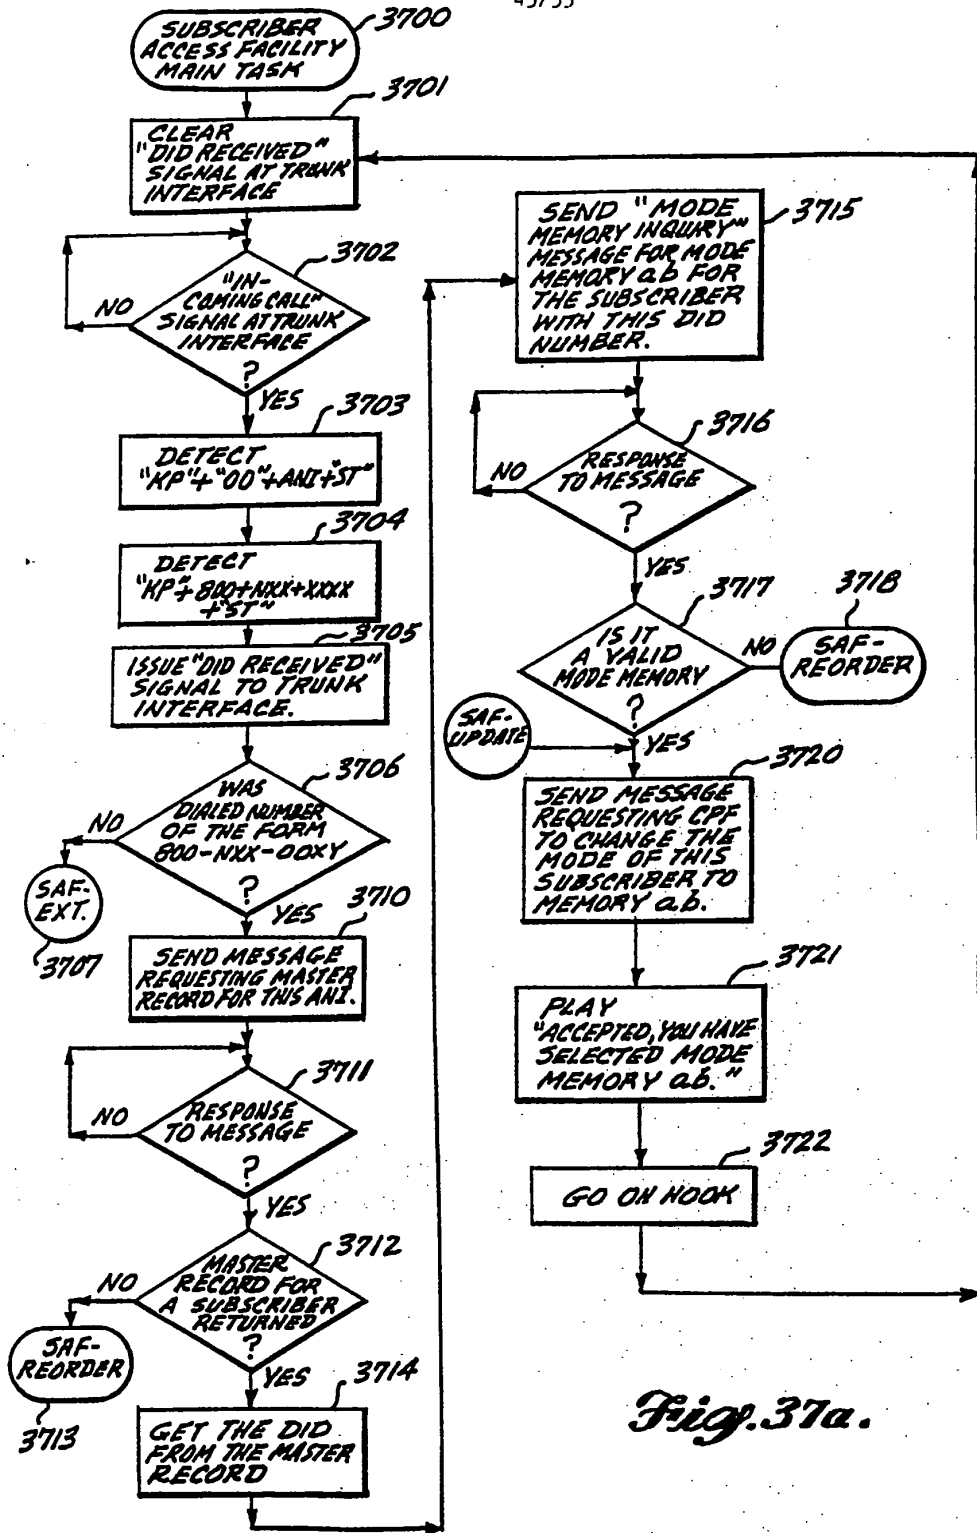 SUBSCRIBER
ACCESS FACILITY
MAIN TASK
3700
3701
CLEAR
"DID RECEIVED"
SIGNAL AT TRUNK
INTERFACE
3702
"IN-
COMING CALL"
SIGNAL AT TRUNK
INTERFACE
?
NO
YES
3703
DETECT
"KP"+"00"+ANI+"ST"
3704
DETECT
"KP"+800+NXX+XXXX
+"ST"
3705
ISSUE "DID RECEIVED"
SIGNAL TO TRUNK
INTERFACE.
3706
WAS
DIALED NUMBER
OF THE FORM
800-NXX-00XY
?
NO
SAF-
EXT.
3707
YES
3710
SEND MESSAGE
REQUESTING MASTER
RECORD FOR THIS ANI.
3711
RESPONSE
TO MESSAGE
?
NO
YES
3712
MASTER
RECORD FOR
A SUBSCRIBER
RETURNED
?
NO
SAF-
REORDER
3713
YES
3714
GET THE DID
FROM THE MASTER
RECORD
3715
SEND "MODE
MEMORY INQUIRY"
MESSAGE FOR MODE
MEMORY ab FOR
THE SUBSCRIBER
WITH THIS DID
NUMBER.
3716
RESPONSE
TO MESSAGE
?
NO
YES
3717
IS IT
A VALID
MODE MEMORY
?
NO
3718
SAF-
REORDER
SAF-
UPDATE
YES
3720
SEND MESSAGE
REQUESTING CPF
TO CHANGE THE
MODE OF THIS
SUBSCRIBER TO
MEMORY ab.
3721
PLAY
"ACCEPTED, YOU HAVE
SELECTED MODE
MEMORY ab."
3722
GO ON HOOK
Fig. 37a.